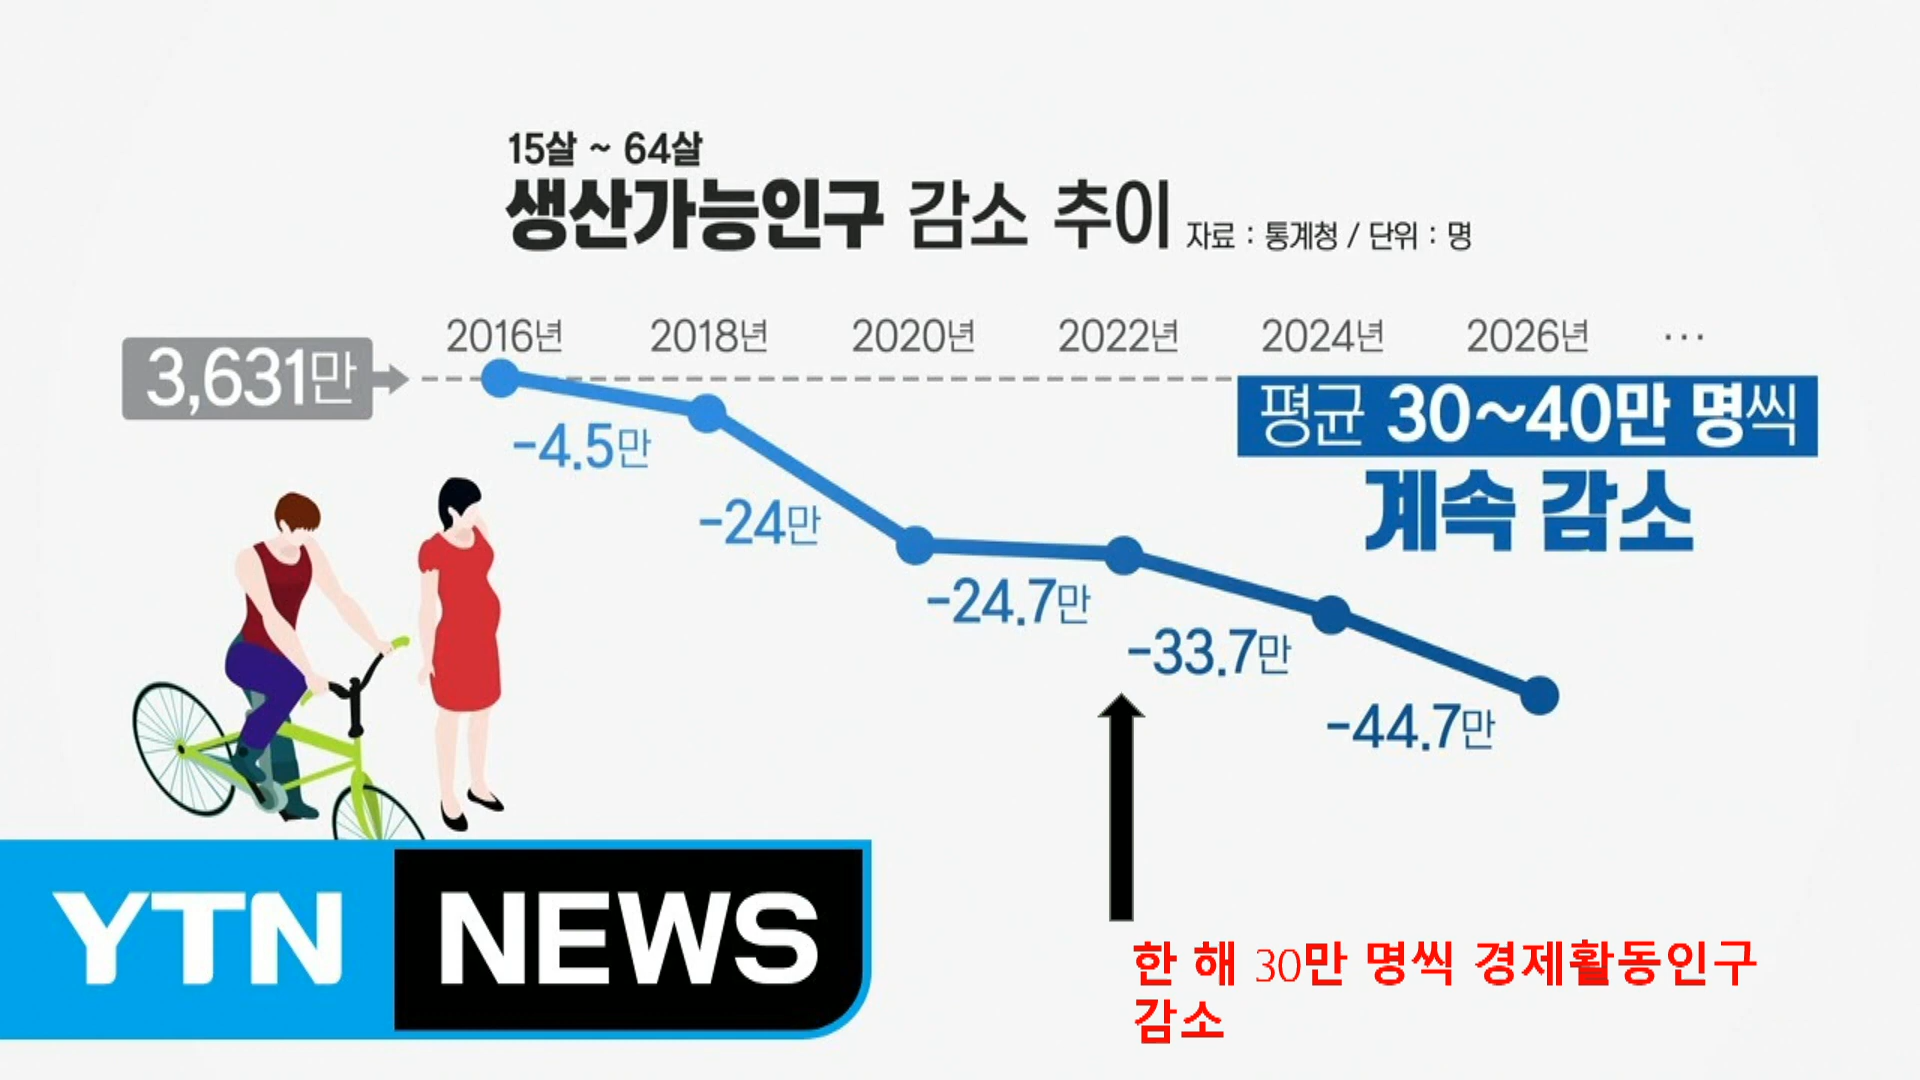 15살 ~ 64살
생산가능인구 감소 추이 자료 : 통계청 / 단위 : 명
2016년 2018년 2020년 2022년 2024년 2026년 ...
3,631만
평균 30~40만 명씩
계속 감소
-4.5만
-24만
-24.7만
-33.7만
-44.7만
YTN NEWS
한 해 30만 명씩 경제활동인구
감소